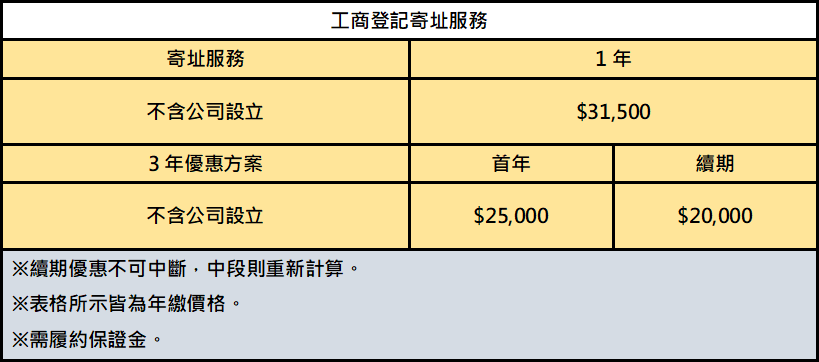 工商登記寄址服務
寄址服務 1 年
不含公司設立 $31,500
3 年優惠方案 首年 續期
不含公司設立 $25,000 $20,000
※續期優惠不可中斷，中段則重新計算。
※表格所示皆為年繳價格。
※需履約保證金。